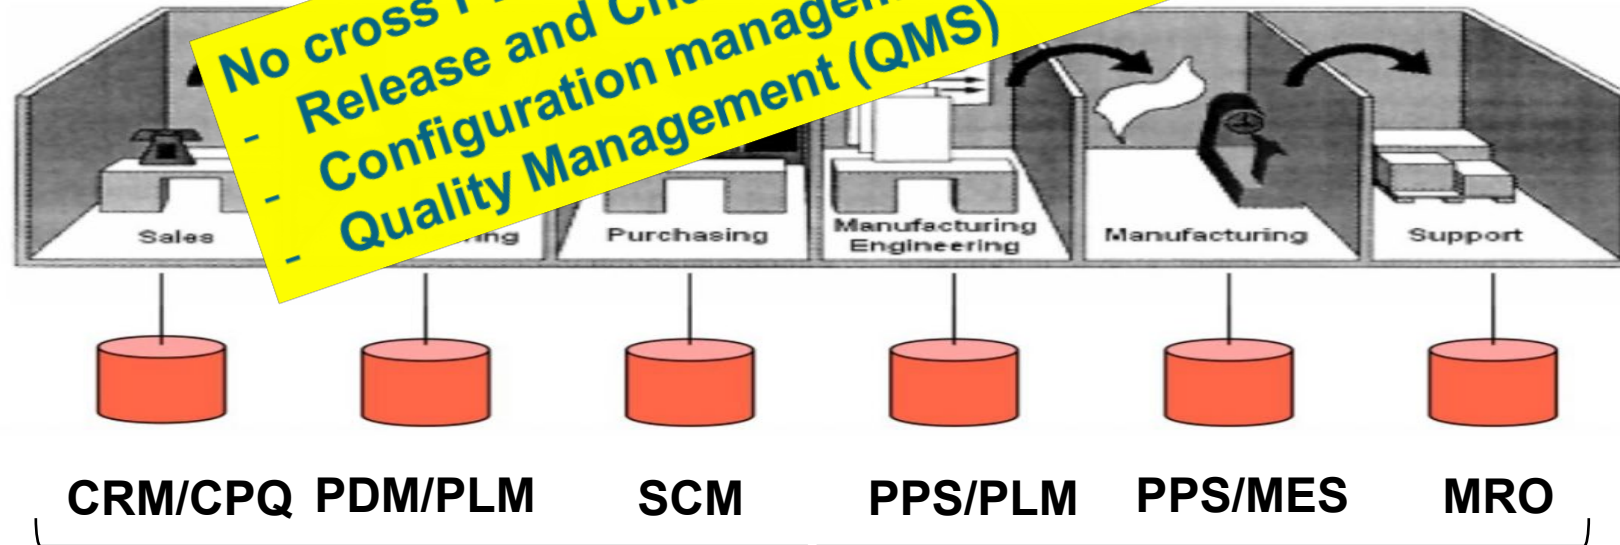 No cross
- Release and
- Configuration management
- Quality Management (QMS)
Sales
Purchasing
Manufacturing
Engineering
Manufacturing
Support
CRM/CPQ PDM/PLM SCM PPS/PLM PPS/MES MRO